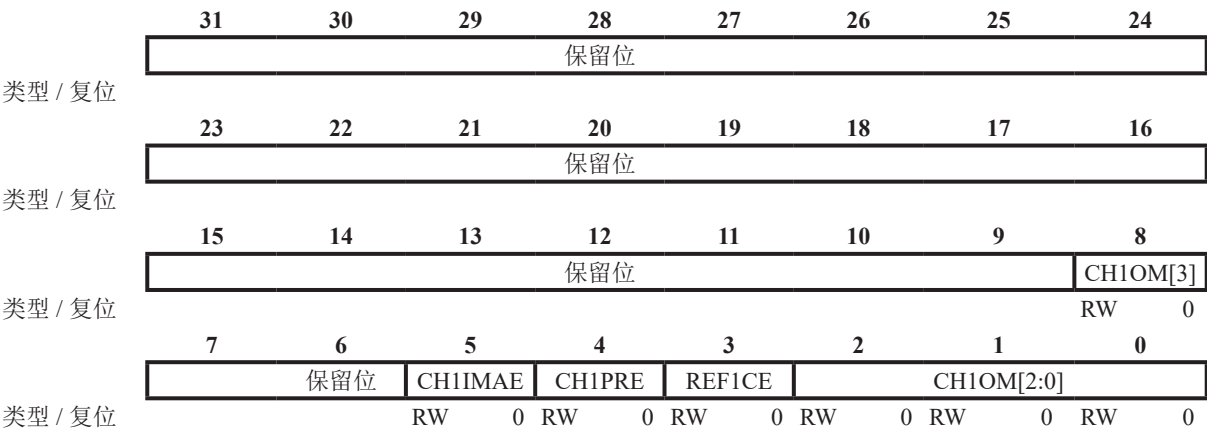 31 30 29 28 27 26 25 24
保留位
类型 / 复位
23 22 21 20 19 18 17 16
保留位
类型 / 复位
15 14 13 12 11 10 9 8
保留位 CH1OM[3]
类型 / 复位 RW 0
7 6 5 4 3 2 1 0
保留位 CH1IMAE CH1PRE REF1CE CH1OM[2:0]
类型 / 复位 RW 0 RW 0 RW 0 RW 0 RW 0 RW 0